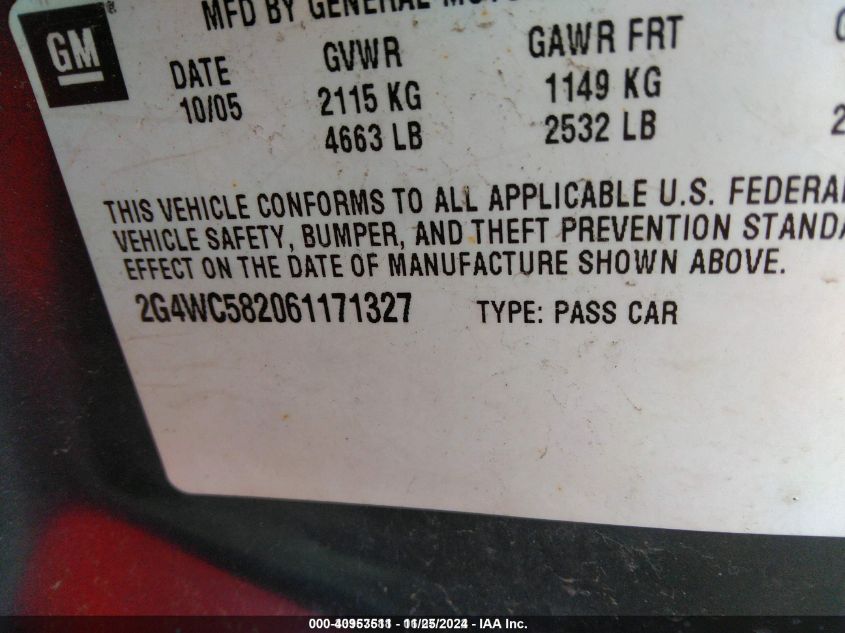 GM
MFD BY GENERAL
DATE GVWR GAWR FRT
10/05 2115 KG 1149 KG
4663 LB 2532 LB 2
THIS VEHICLE CONFORMS TO ALL APPLICABLE U.S. FEDERAL
VEHICLE SAFETY, BUMPER, AND THEFT PREVENTION STANDA
EFFECT ON THE DATE OF MANUFACTURE SHOWN ABOVE.
2G4WC582061171327 TYPE: PASS CAR
- IAA Inc.